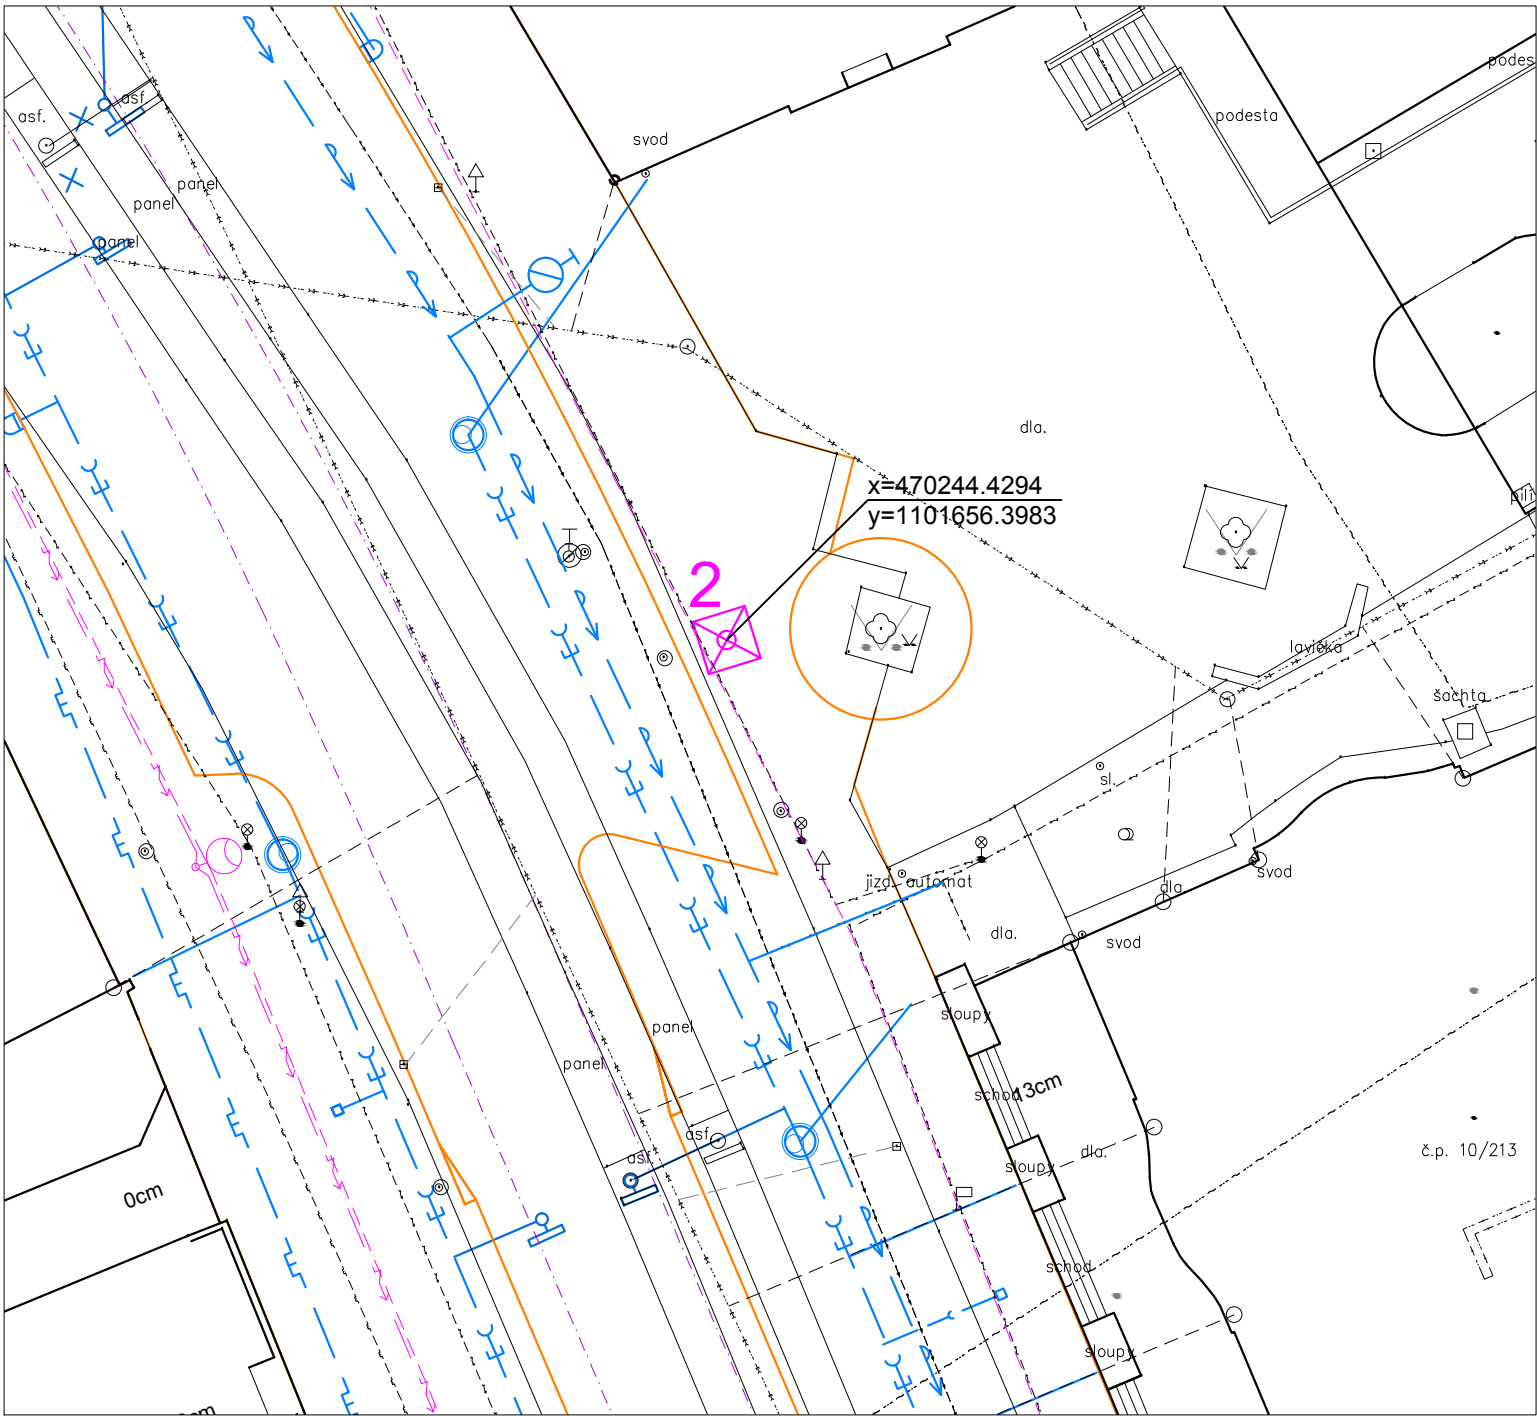 podes
asf
asf.
podesta
svod
panel
panel
panel
dla.
x=470244.4294
y=1101656.3983
pilí
2
lavička
šachta
sl.
jizd. automat
dla
svod
dla.
svod
sloupy
panel
panel
schod
13cm
asf.
dla.
č.p. 10/213
asf
sloupy
0cm
schod
sloupy